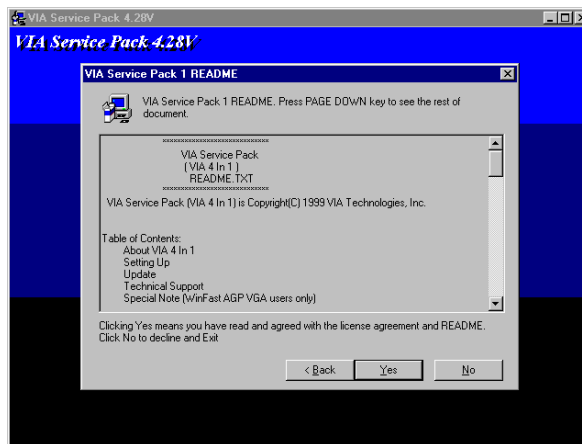 VIA Service Pack 4.28V
VIA Service Pack 4.28V
VIA Service Pack 1 README
VIA Service Pack 1 README. Press PAGE DOWN key to see the rest of
document.
xxxxxxxxxxxxxxxxxxxxxxxxxxx
VIA Service Pack
( VIA 4 In 1 )
README.TXT
xxxxxxxxxxxxxxxxxxxxxxxxxxx
VIA Service Pack (VIA 4 In 1) is Copyright(C) 1999 VIA Technologies, Inc.
Table of Contents:
About VIA 4 In 1
Setting Up
Update
Technical Support
Special Note (WinFast AGP VGA users only)
Clicking Yes means you have read and agreed with the license agreement and README.
Click No to decline and Exit
< Back
Yes
No